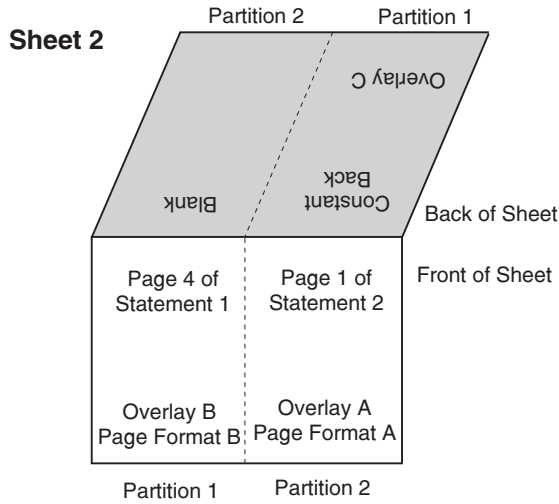 Sheet 2
Partition 2
Partition 1
Overlay C
Constant
Back
Blank
Back of Sheet
Front of Sheet
Page 4 of
Statement 1
Page 1 of
Statement 2
Overlay B
Page Format B
Overlay A
Page Format A
Partition 1
Partition 2